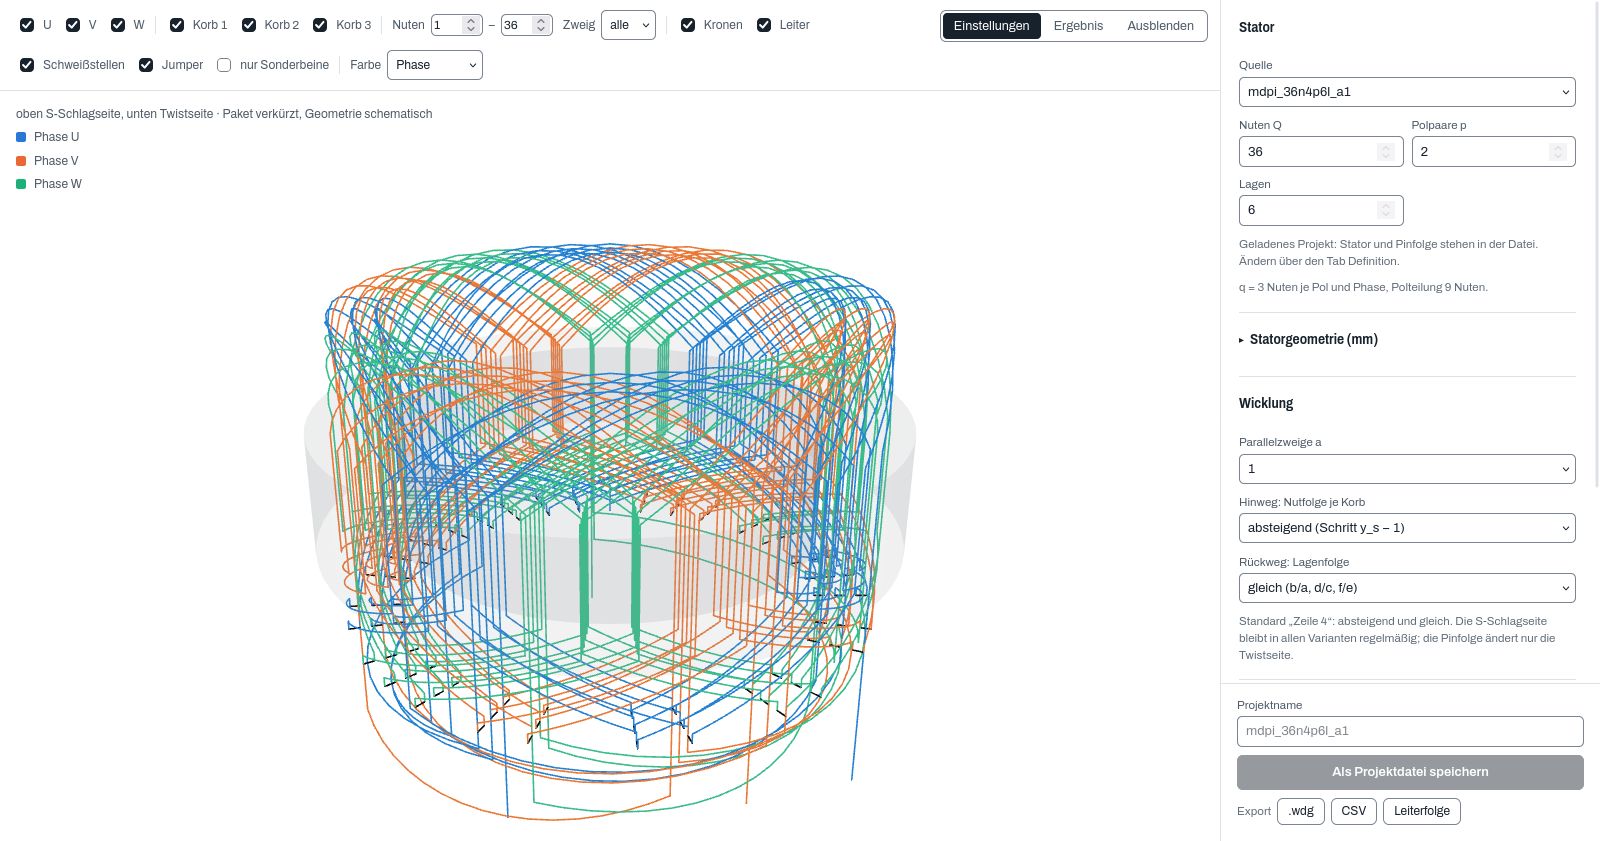 U V W Korb 1 Korb 2 Korb 3 Nuten 1 – 36 Zweig alle Kronen Leiter
Einstellungen Ergebnis Ausblenden
Schweißstellen Jumper nur Sonderbeine Farbe Phase
oben S-Schlagseite, unten Twistseite · Paket verkürzt, Geometrie schematisch
Phase U
Phase V
Phase W
Stator
Quelle
mdpi_36n4p6l_a1
Nuten Q Polpaare p
36 2
Lagen
6
Geladenes Projekt: Stator und Pinfolge stehen in der Datei.
Ändern über den Tab Definition.
q = 3 Nuten je Pol und Phase, Polteilung 9 Nuten.
▸ Statorgeometrie (mm)
Wicklung
Parallelzweige a
1
Hinweg: Nutfolge je Korb
absteigend (Schritt y_s – 1)
Rückweg: Lagenfolge
gleich (b/a, d/c, f/e)
Standard „Zeile 4“: absteigend und gleich. Die S-Schlagseite
bleibt in allen Varianten regelmäßig; die Pinfolge ändert nur die
Twistseite.
Projektname
mdpi_36n4p6l_a1
Als Projektdatei speichern
Export .wdg CSV Leiterfolge